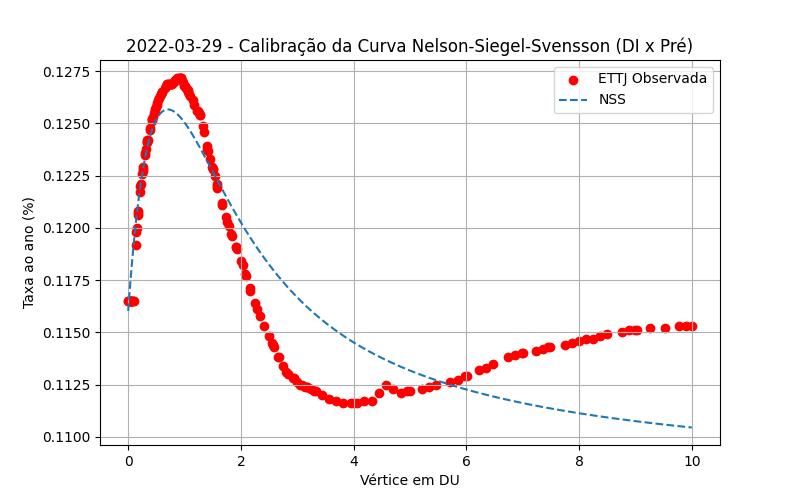 2022-03-29 - Calibração da Curva Nelson-Siegel-Svensson (DI x Pré)
ETTJ Observada
NSS
Taxa ao ano (%)
0.1275
0.1250
0.1225
0.1200
0.1175
0.1150
0.1125
0.1100
0
2
4
6
8
10
Vértice em DU